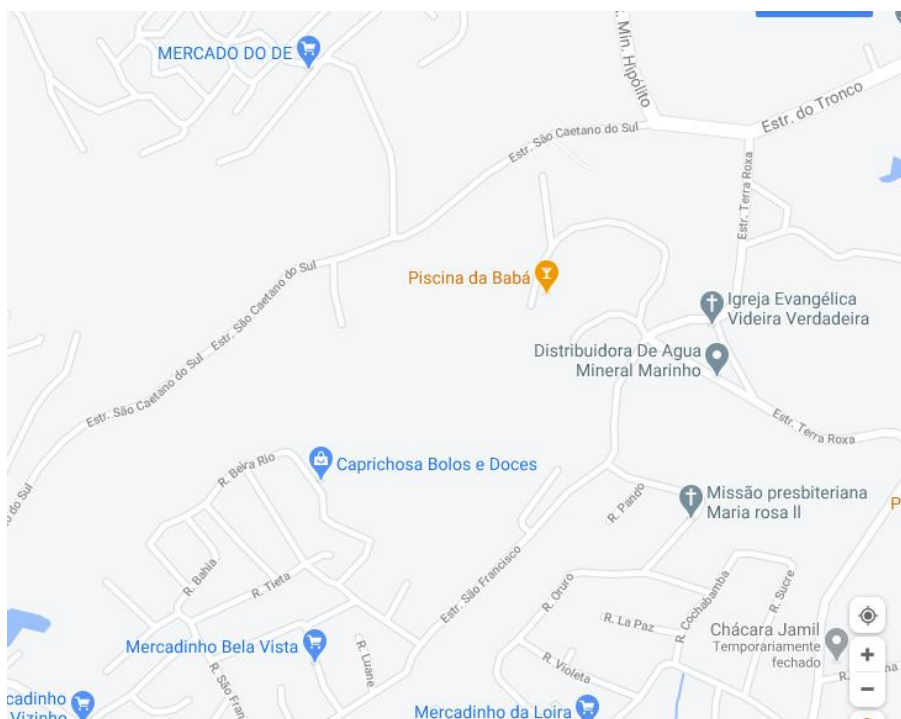 MERCADO DO DE
Min. Hipólito
Estr. do Tronco
Estr. São Caetano do Sul
Estr. Terra Roxa
Estr. São Caetano do Sul
Piscina da Babá
Igreja Evangélica
Videira Verdadeira
Distribuidora De Agua
Mineral Marinho
Estr. São Caetano do Sul
Estr. Terra Roxa
R. Beira Rio
Caprichosa Bolos e Doces
do Sul
R. Pando
Missão presbiteriana
Maria rosa II
P
R. Bahia
R. Tieta
Estr. São Francisco
R. Oruro
R. Cochabamba
R. Sucre
R. La Paz
Chácara Jamil
Temporariamente
fechado
Mercadinho Bela Vista
R. Luane
R. São Fran
R. Violeta
R.
na
cadinho
Vizinho
Mercadinho da Loira